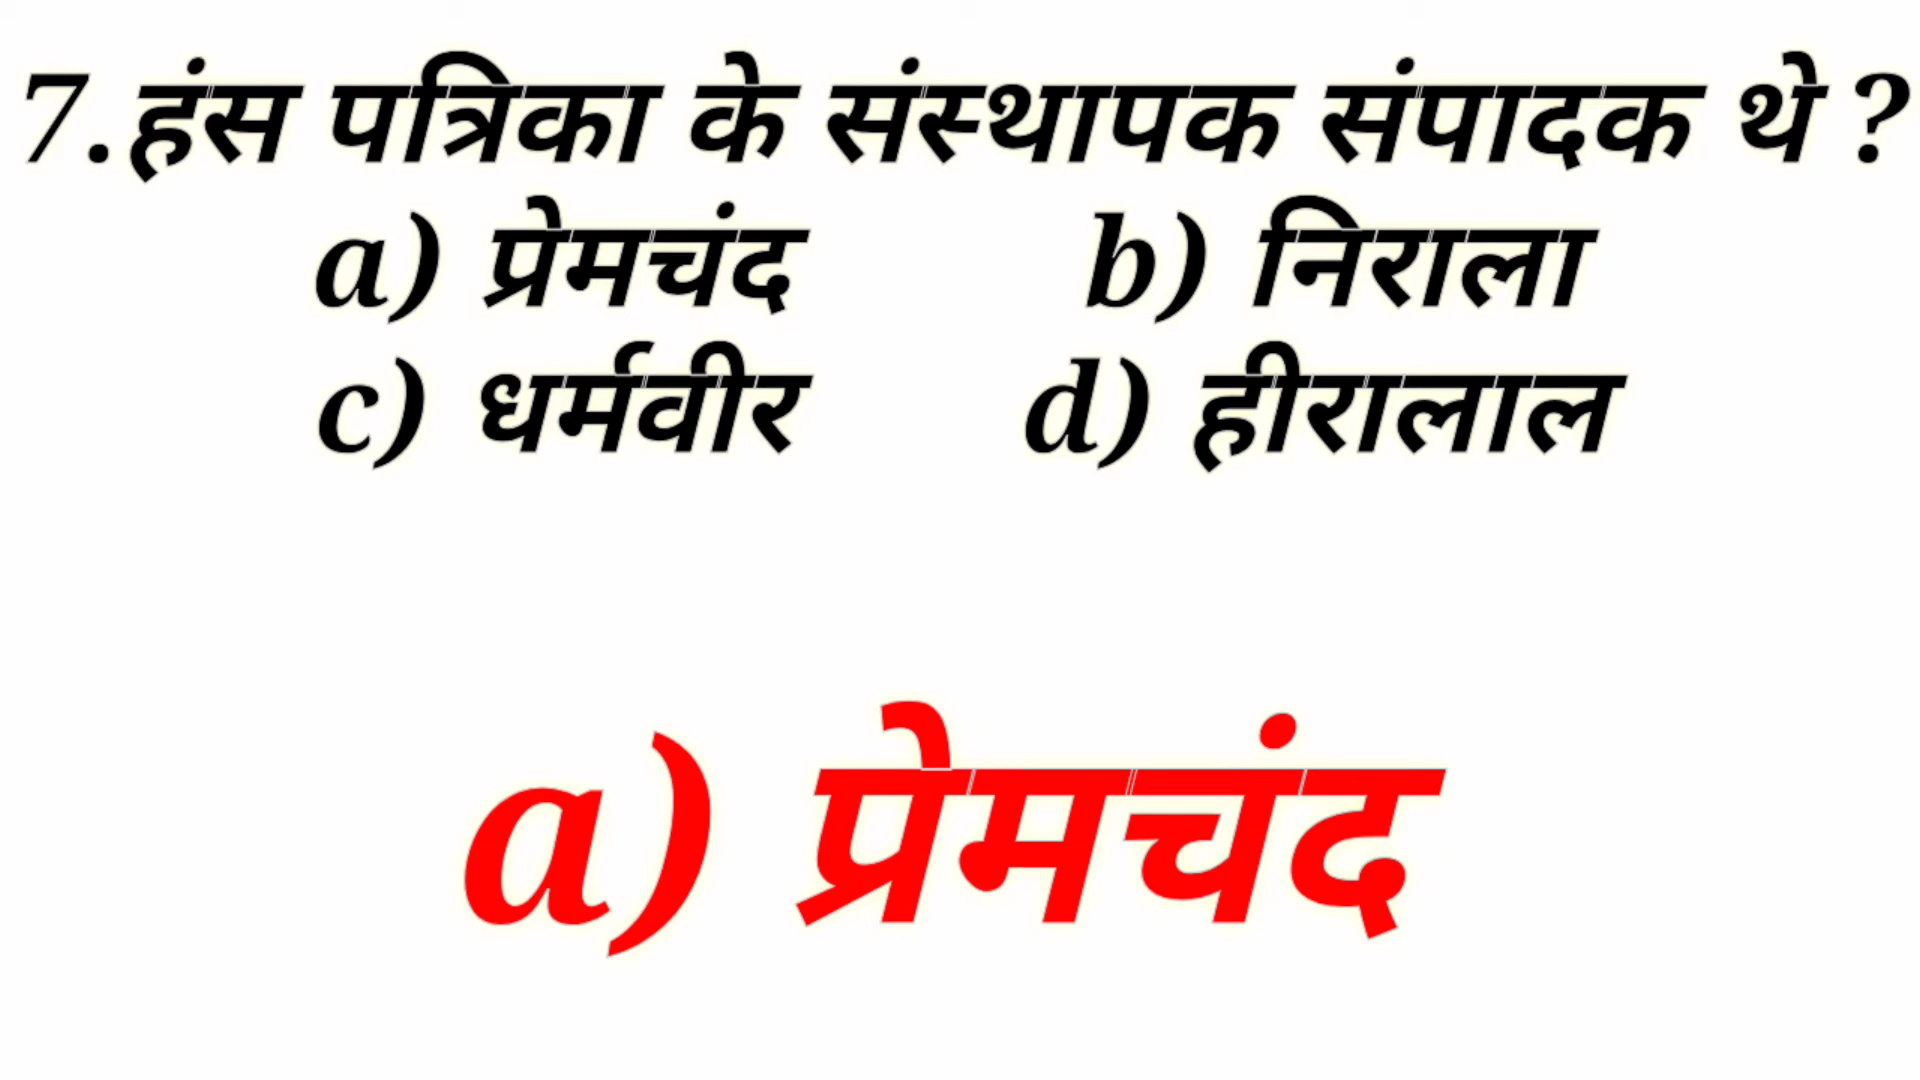 7.हंस पत्रिका के संस्थापक संपादक थे ?
a) प्रेमचंद b) निराला
c) धर्मवीर d) हीरालाल
a) प्रेमचंद